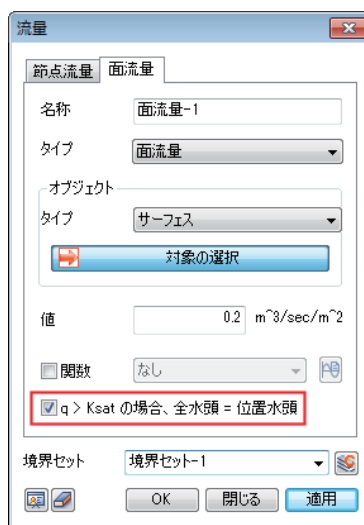 流量
節点流量 面流量
名称 面流量-1
タイプ 面流量
オブジェクト
タイプ サーフェス
対象の選択
値 0.2 m^3/sec/m^2
関数 なし
q > Ksat の場合、全水頭 = 位置水頭
境界セット 境界セット-1
OK 閉じる 適用